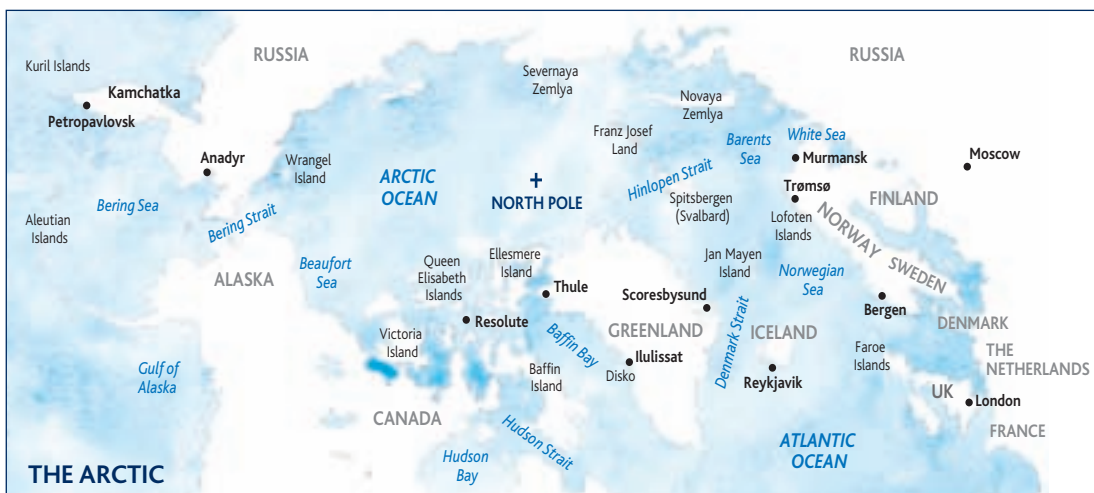 RUSSIA
RUSSIA
Kuril Islands
Severnaya
Zemlya
Kamchatka
Novaya
Zemlya
Petropavlovsk
Franz Josef
Land
Barents
Sea
White Sea
Murmansk
Moscow
Anadyr
Wrangel
Island
ARCTIC
OCEAN
Hinlopen Strait
NORTH POLE
Spitsbergen
(Svalbard)
Trømsø
FINLAND
Bering Sea
Bering Strait
Aleutian
Islands
Lofoten
Islands
NORWAY
SWEDEN
ALASKA
Beaufort
Sea
Queen
Elisabeth
Islands
Ellesmere
Island
Jan Mayen
Island
Norwegian
Sea
Thule
Scoresbysund
Bergen
Resolute
GREENLAND
Denmark Strait
ICELAND
DENMARK
Victoria
Island
Baffin Bay
Faroe
Islands
THE
NETHERLANDS
Gulf of
Alaska
Baffin
Island
Ilulissat
Disko
Reykjavik
UK
London
CANADA
FRANCE
Hudson Strait
Hudson
Bay
ATLANTIC
OCEAN
THE ARCTIC